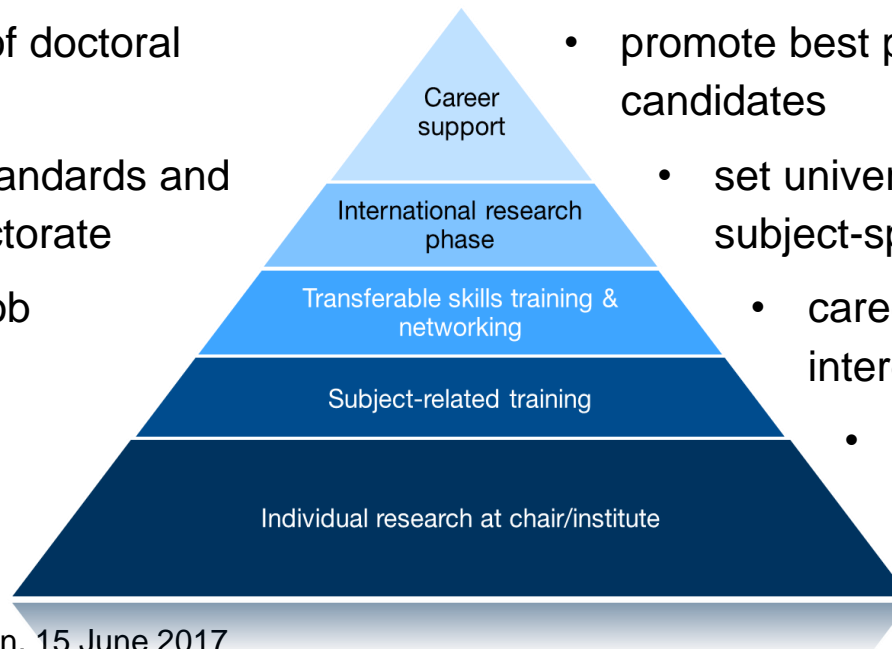 of doctoral
andards and
ctorate
ob
Career
support
International research
phase
Transferable skills training &
networking
Subject-related training
Individual research at chair/institute
• promote best p
candidates
• set univer
subject-sp
• care
inter
•
n, 15 June 2017